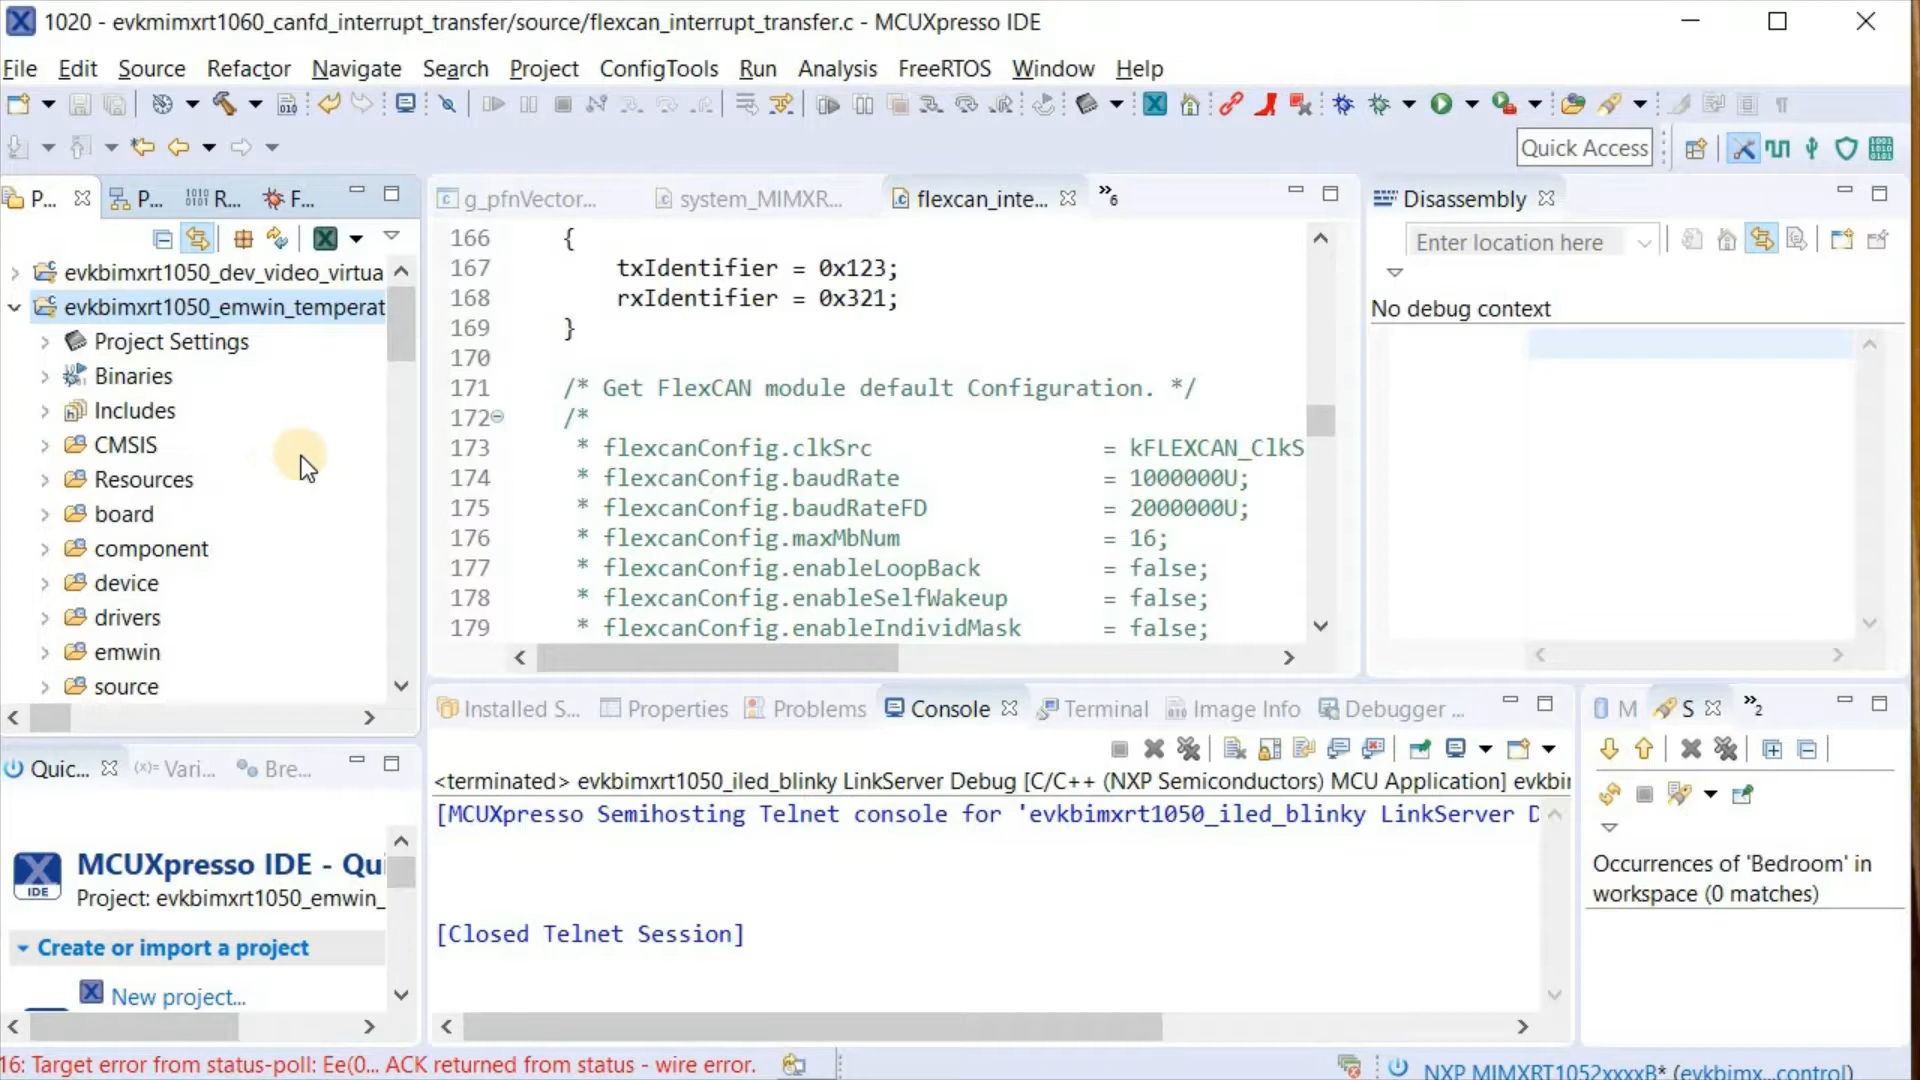 1020 - evkmimxrt1060_canfd_interrupt_transfer/source/flexcan_interrupt_transfer.c - MCUXpresso IDE
File Edit Source Refactor Navigate Search Project ConfigTools Run Analysis FreeRTOS Window Help
Quick Access
P... P... R... F...
evkbimxrt1050_dev_video_virtua
evkbimxrt1050_emwin_temperat
Project Settings
Binaries
Includes
CMSIS
Resources
board
component
device
drivers
emwin
source
g_pfnVector... system_MIMXR... flexcan_inte... »6
166 {
167 txIdentifier = 0x123;
168 rxIdentifier = 0x321;
169 }
170
171 /* Get FlexCAN module default Configuration. */
172 /*
173 * flexcanConfig.clkSrc = kFLEXCAN_ClkS
174 * flexcanConfig.baudRate = 1000000U;
175 * flexcanConfig.baudRateFD = 2000000U;
176 * flexcanConfig.maxMbNum = 16;
177 * flexcanConfig.enableLoopBack = false;
178 * flexcanConfig.enableSelfWakeup = false;
179 * flexcanConfig.enableIndividMask = false;
Disassembly
Enter location here
No debug context
Quic... (x)= Vari... Bre...
IDE
MCUXpresso IDE - Qui
Project: evkbimxrt1050_emwin_
Create or import a project
New project...
Installed S... Properties Problems Console Terminal Image Info Debugger ...
<terminated> evkbimxrt1050_iled_blinky LinkServer Debug [C/C++ (NXP Semiconductors) MCU Application] evkbin
[MCUXpresso Semihosting Telnet console for 'evkbimxrt1050_iled_blinky LinkServer D
[Closed Telnet Session]
M S »2
Occurrences of 'Bedroom' in
workspace (0 matches)
16: Target error from status-poll: Ee(0... ACK returned from status - wire error.
NXP MIMXRT1052xxxxB* (evkbimx...control)